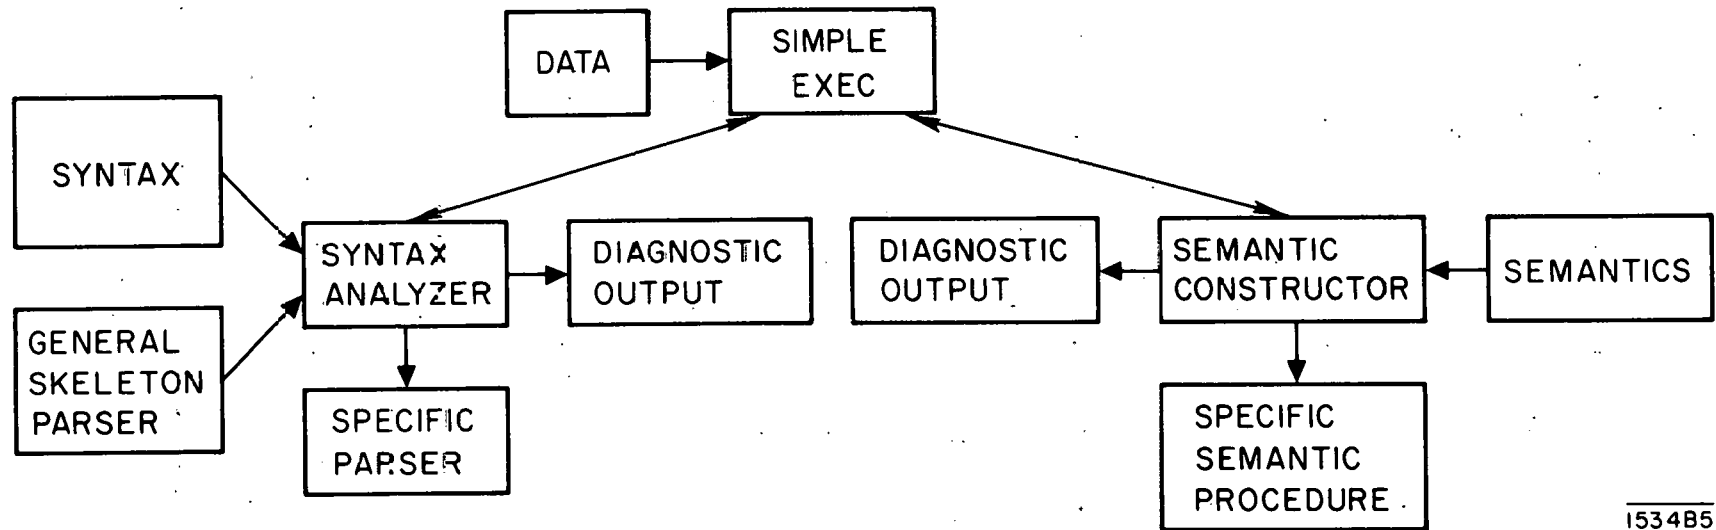 DATA
SIMPLE
EXEC
SYNTAX
SYNTAX
ANALYZER
DIAGNOSTIC
OUTPUT
DIAGNOSTIC
OUTPUT
SEMANTIC
CONSTRUCTOR
SEMANTICS
GENERAL
SKELETON
PARSER
SPECIFIC
PARSER
SPECIFIC
SEMANTIC
PROCEDURE
1534B5